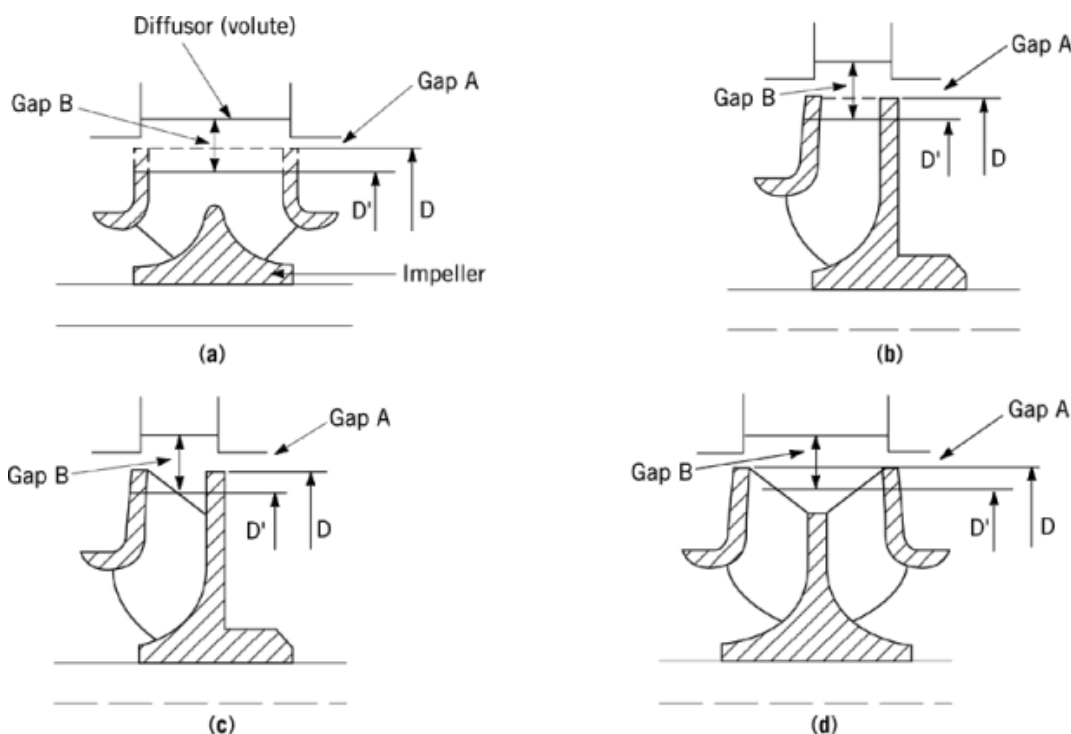 Diffusor (volute)
Gap A
Gap B
D'
D
Impeller
(a)
Gap A
Gap B
D'
D
(b)
Gap A
Gap B
D'
D
(c)
Gap A
Gap B
D'
D
(d)